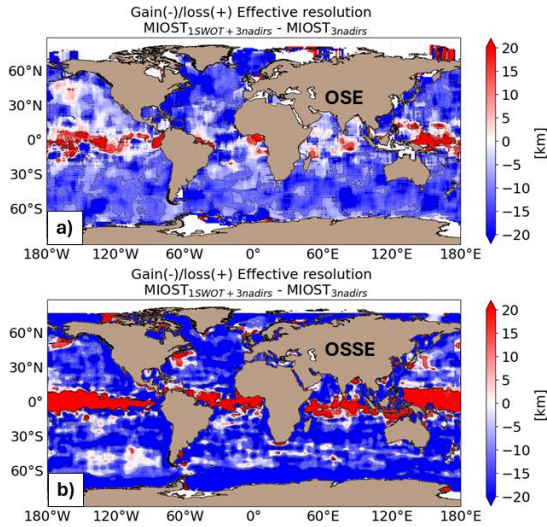 Gain(-)/loss(+) Effective resolution
MIOST1SWOT+3nadirs - MIOST3nadirs
60°N
30°N
0°
30°S
60°S
OSE
a)
180°W 120°W 60°W 0° 60°E 120°E 180°E
20
15
10
5
0
−5
−10
−15
−20
[km]
Gain(-)/loss(+) Effective resolution
MIOST1SWOT+3nadirs - MIOST3nadirs
60°N
30°N
0°
30°S
60°S
OSSE
b)
180°W 120°W 60°W 0° 60°E 120°E 180°E
20
15
10
5
0
−5
−10
−15
−20
[km]